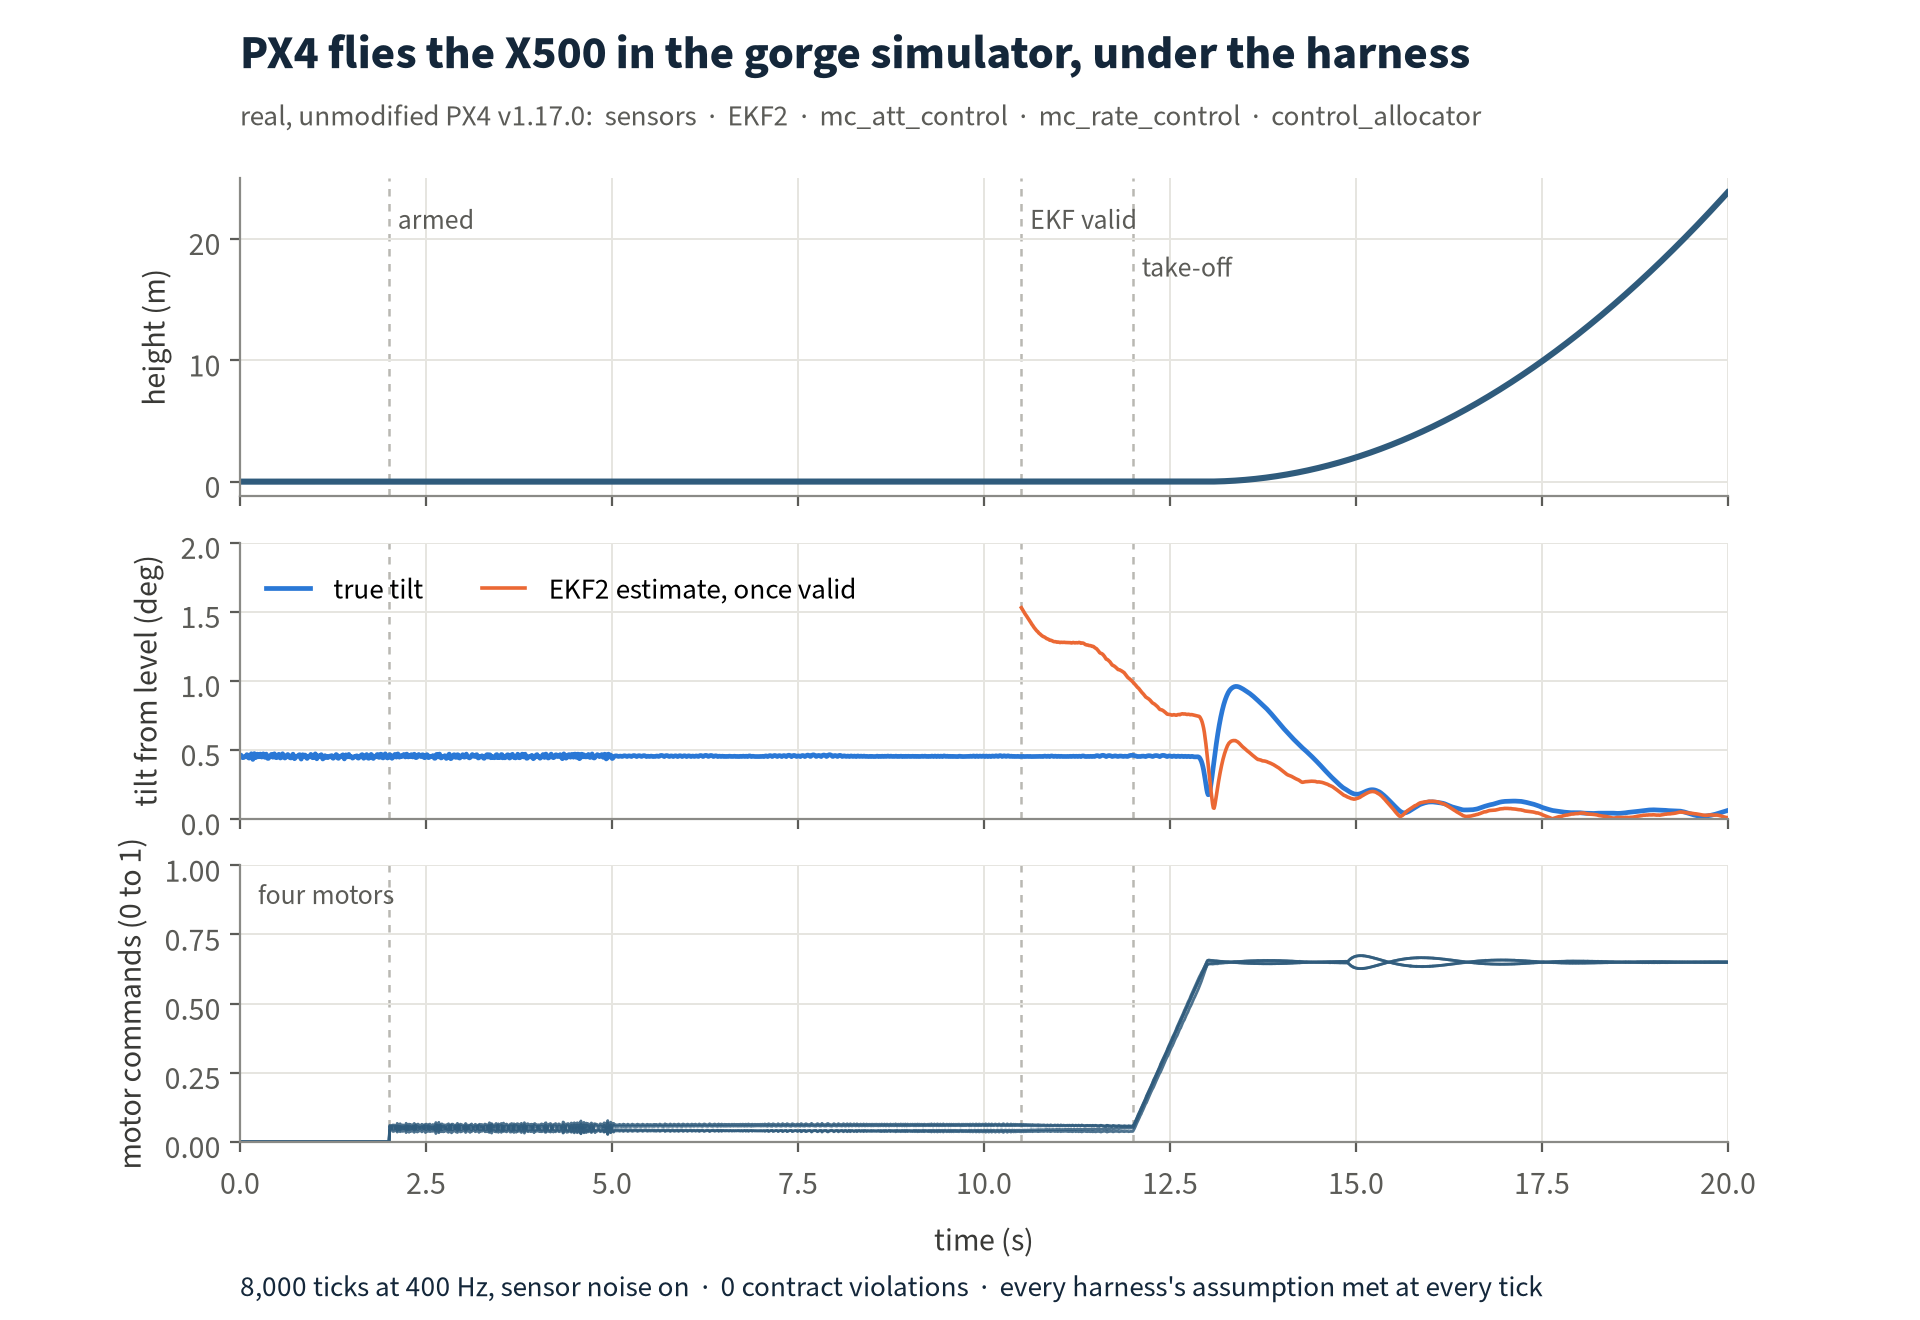 PX4 flies the X500 in the gorge simulator, under the harness
real, unmodified PX4 v1.17.0: sensors · EKF2 · mc_att_control · mc_rate_control · control_allocator
height (m)
20
10
0
armed
EKF valid
take-off
tilt from level (deg)
2.0
1.5
1.0
0.5
0.0
true tilt
EKF2 estimate, once valid
motor commands (0 to 1)
1.00
0.75
0.50
0.25
0.00
four motors
0.0 2.5 5.0 7.5 10.0 12.5 15.0 17.5 20.0
time (s)
8,000 ticks at 400 Hz, sensor noise on · 0 contract violations · every harness's assumption met at every tick